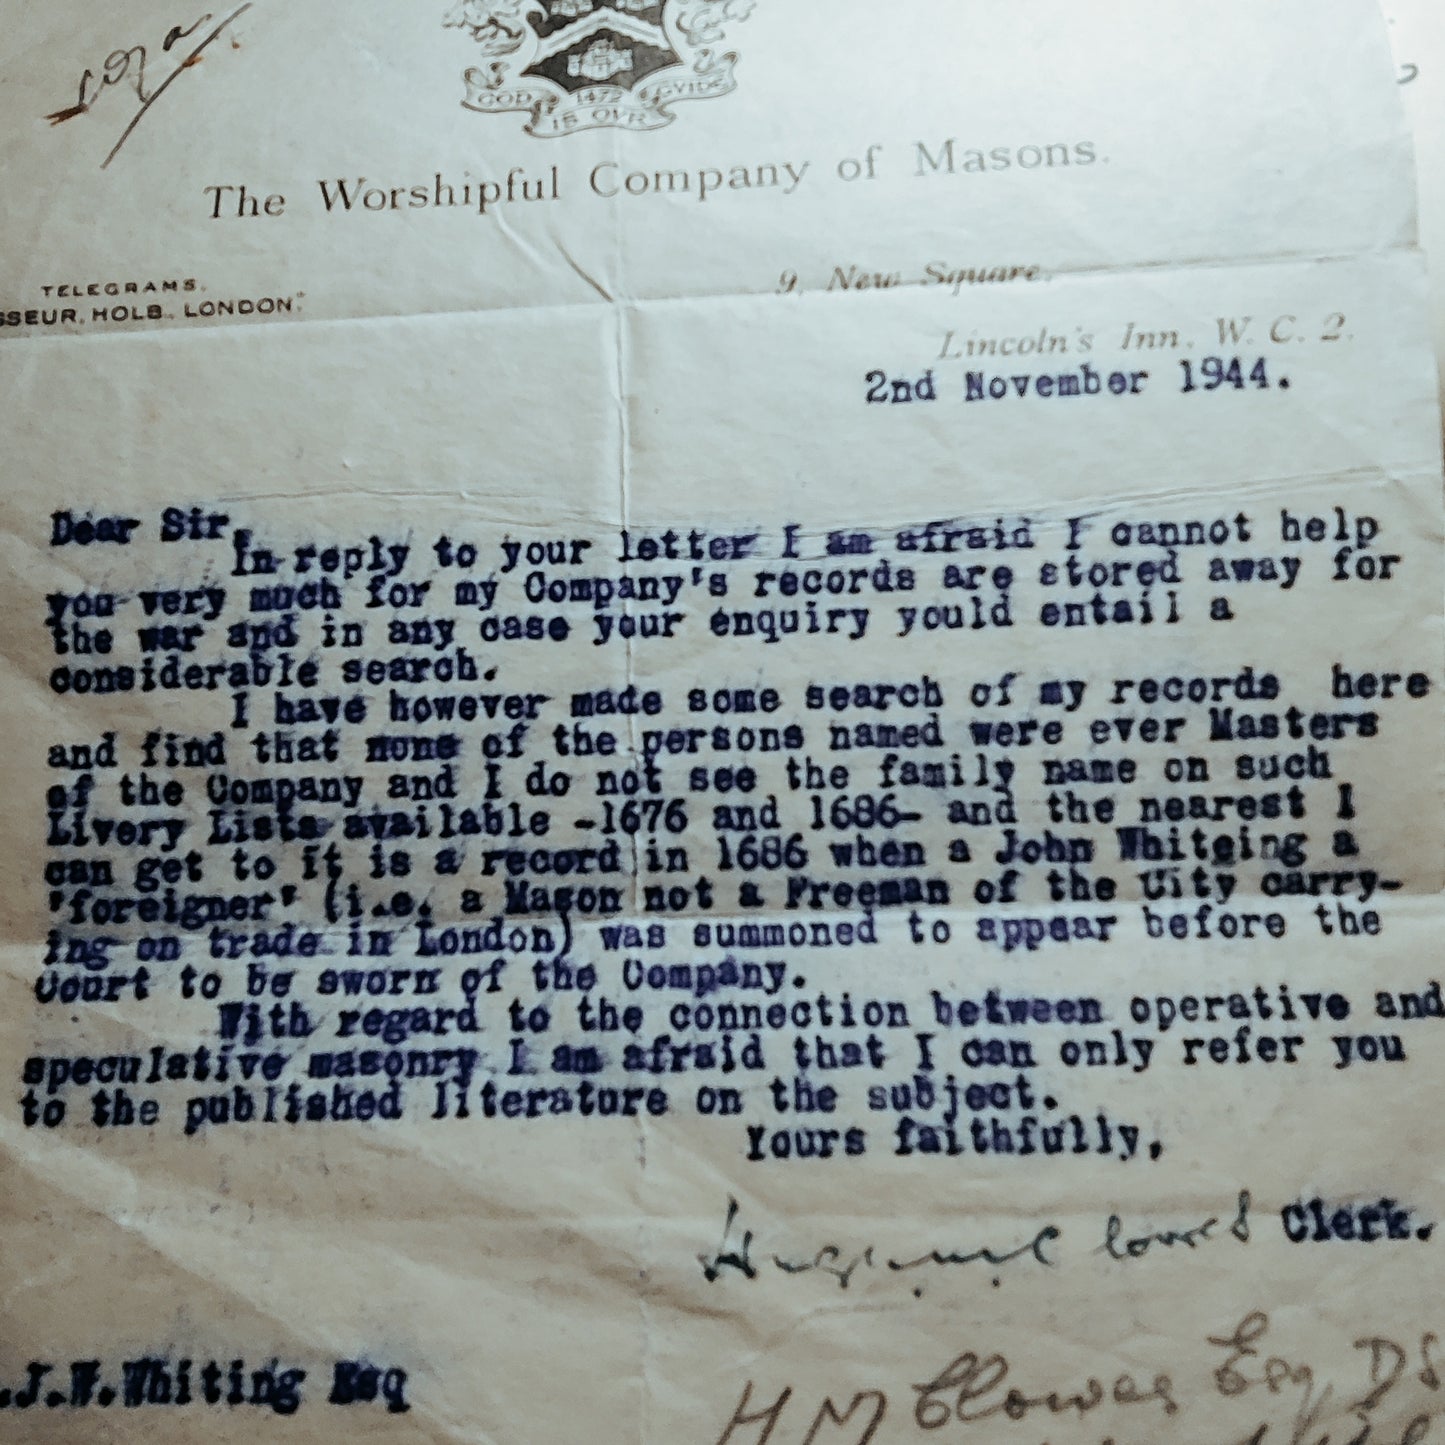 GOD IS OVR GVIDE
1472
The Worshipful Company of Masons.
TELEGRAMS.
SSEUR, HOLB., LONDON."
9, New Square,
Lincoln's Inn, W. C. 2.
2nd November 1944.
Dear Sir,
In reply to your letter I am afraid I cannot help
you very much for my Company's records are stored away for
the war and in any case your enquiry yould entail a
considerable search.
I have however made some search of my records here
and find that none of the persons named were ever Masters
of the Company and I do not see the family name on such
Livery Lists available -1676 and 1686- and the nearest I
can get to it is a record in 1686 when a John Whiteing a
"foreigner" (i.e. a Mason not a Freeman of the City carry-
ing on trade in London) was summoned to appear before the
Court to be sworn of the Company.
With regard to the connection between operative and
speculative masonry I am afraid that I can only refer you
to the published literature on the subject.
Yours faithfully,
Clerk.
.J.W.Whiting Esq
H M Clowes Esq DS